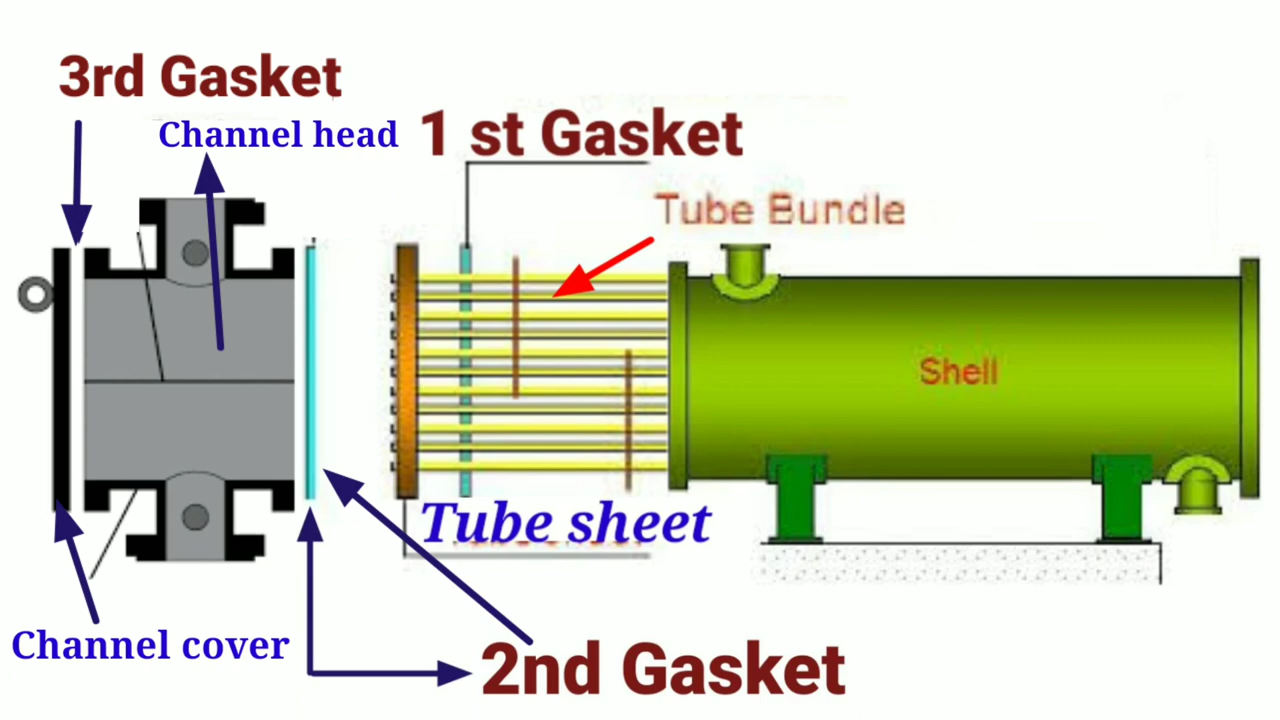 3rd Gasket
Channel head
1 st Gasket
Tube Bundle
Shell
Tube sheet
Channel cover
2nd Gasket